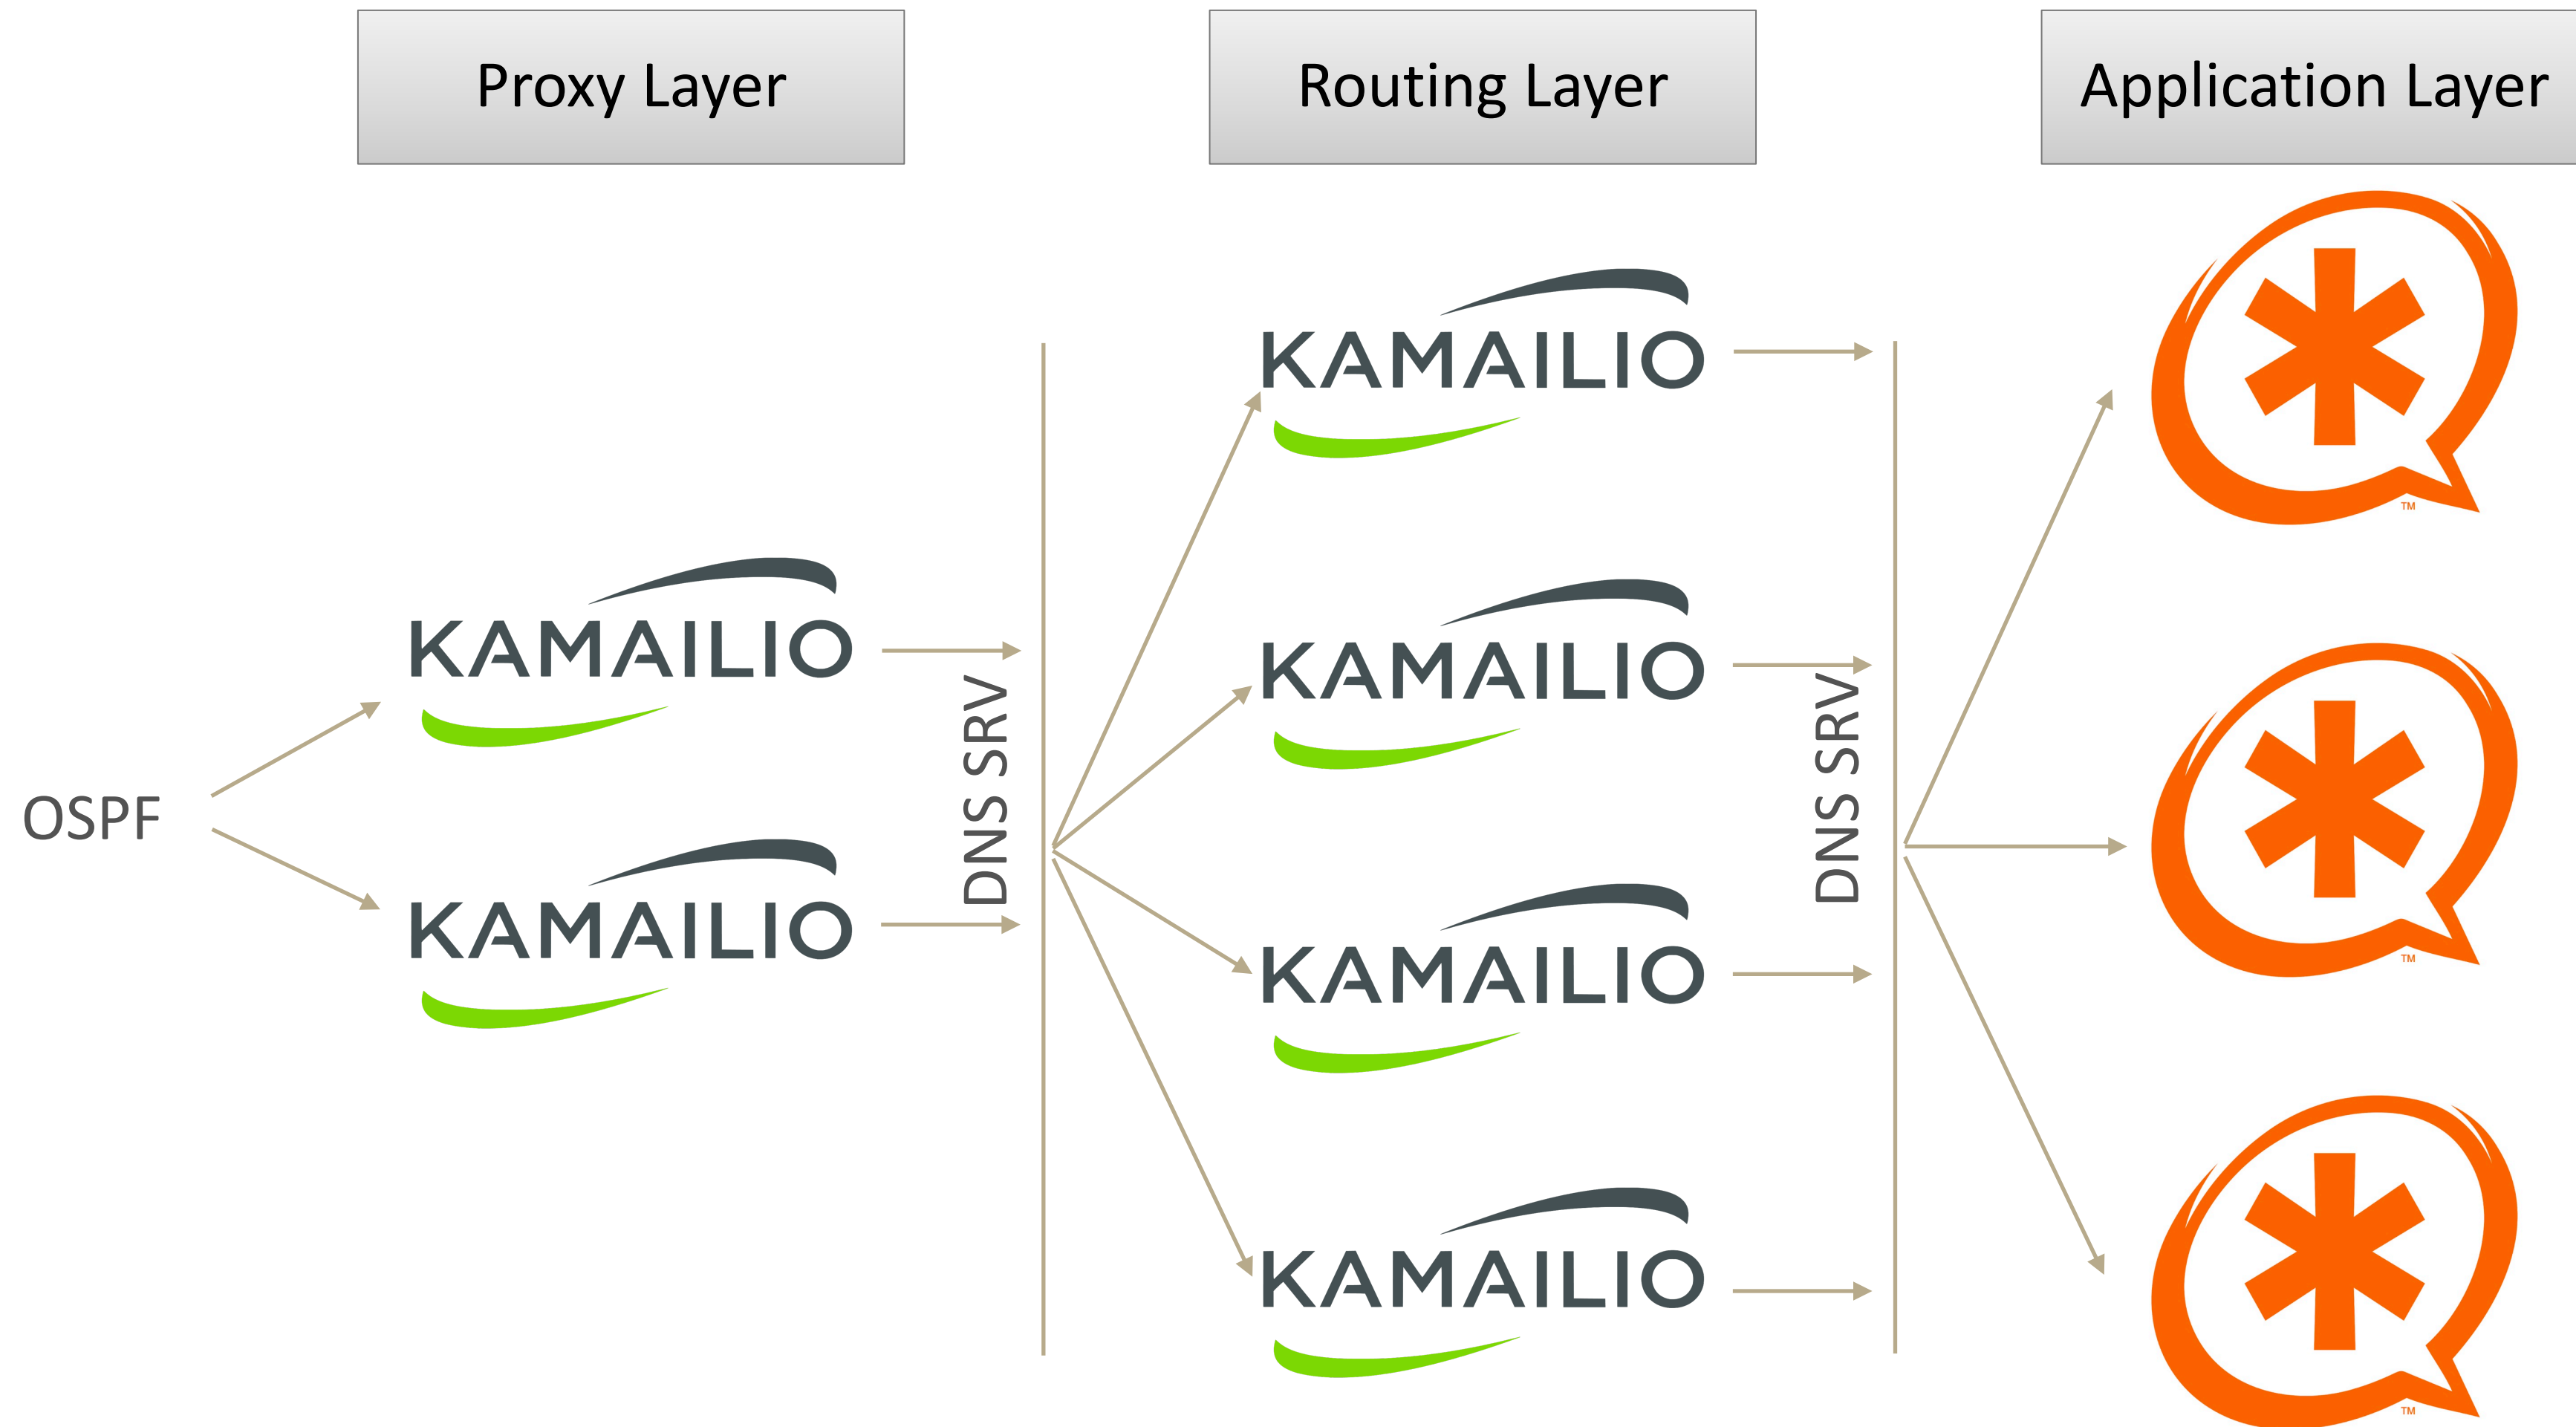 Proxy Layer
Routing Layer
Application Layer
OSPF
KAMAILIO
KAMAILIO
DNS SRV
KAMAILIO
KAMAILIO
KAMAILIO
KAMAILIO
DNS SRV
TM
TM
TM